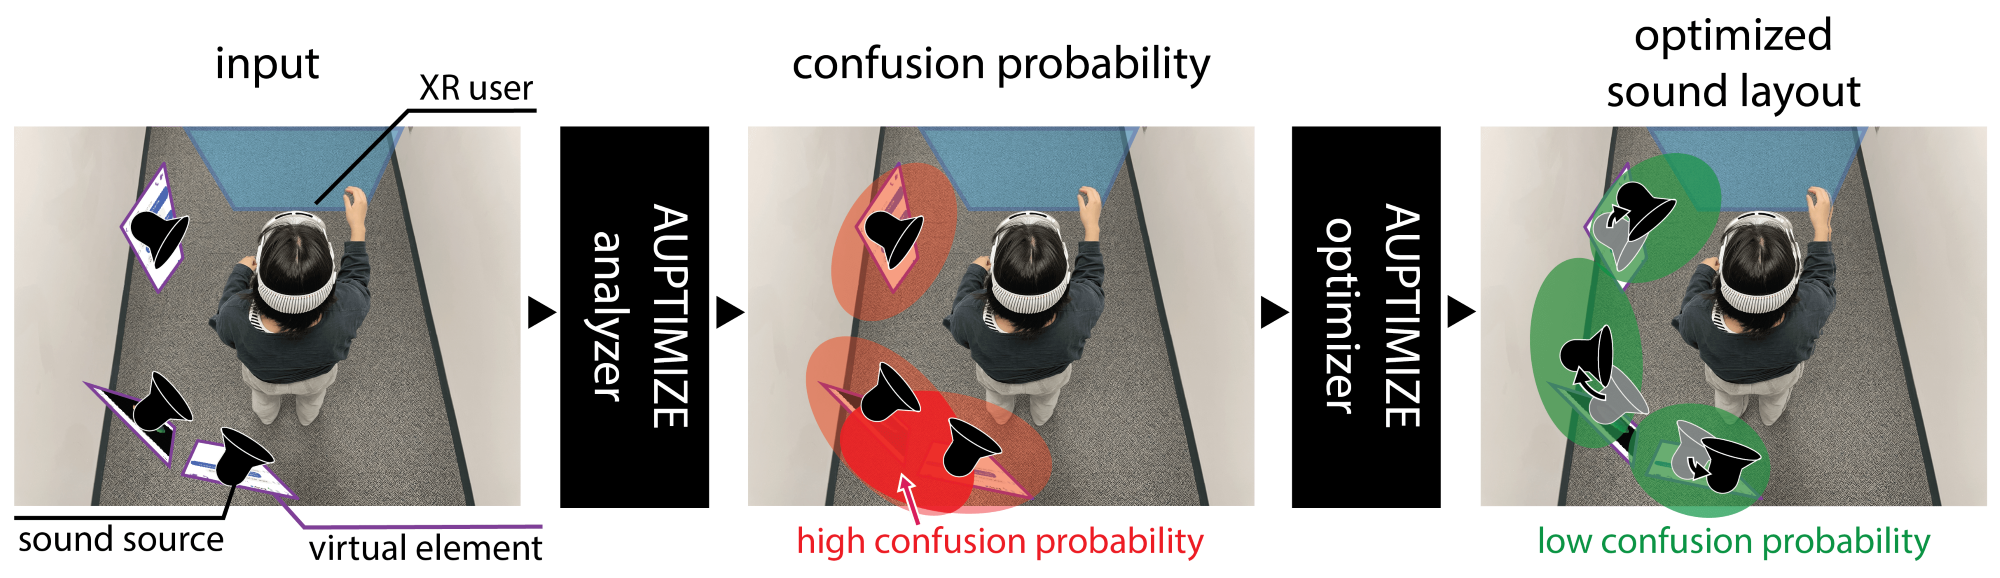 input
XR user
sound source
virtual element
AUPTIMIZE
analyzer
confusion probability
high confusion probability
AUPTIMIZE
optimizer
optimized
sound layout
low confusion probability